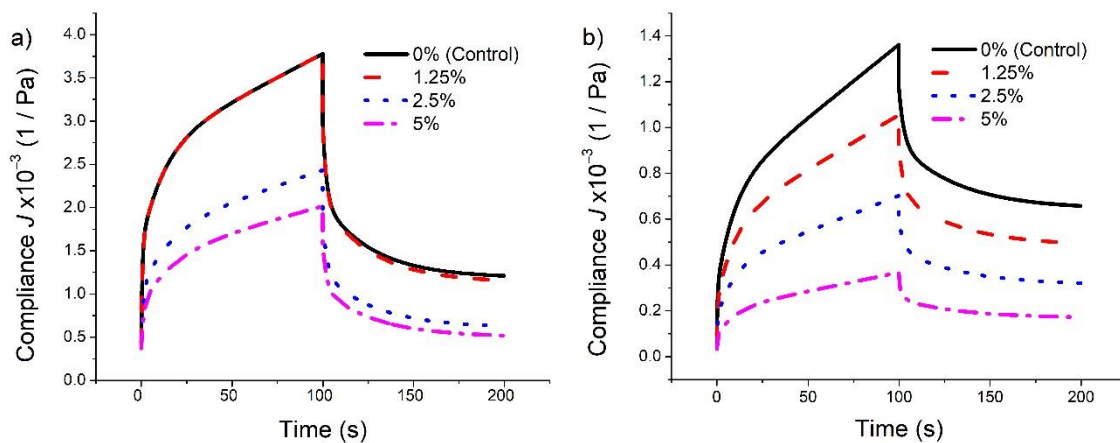 a)
Compliance J x10⁻³ (1 / Pa)
4.0
3.5
3.0
2.5
2.0
1.5
1.0
0.5
0.0
0% (Control)
1.25%
2.5%
5%
0 50 100 150 200
Time (s)
b)
Compliance J x10⁻³ (1 / Pa)
1.4
1.2
1.0
0.8
0.6
0.4
0.2
0.0
0% (Control)
1.25%
2.5%
5%
0 50 100 150 200
Time (s)